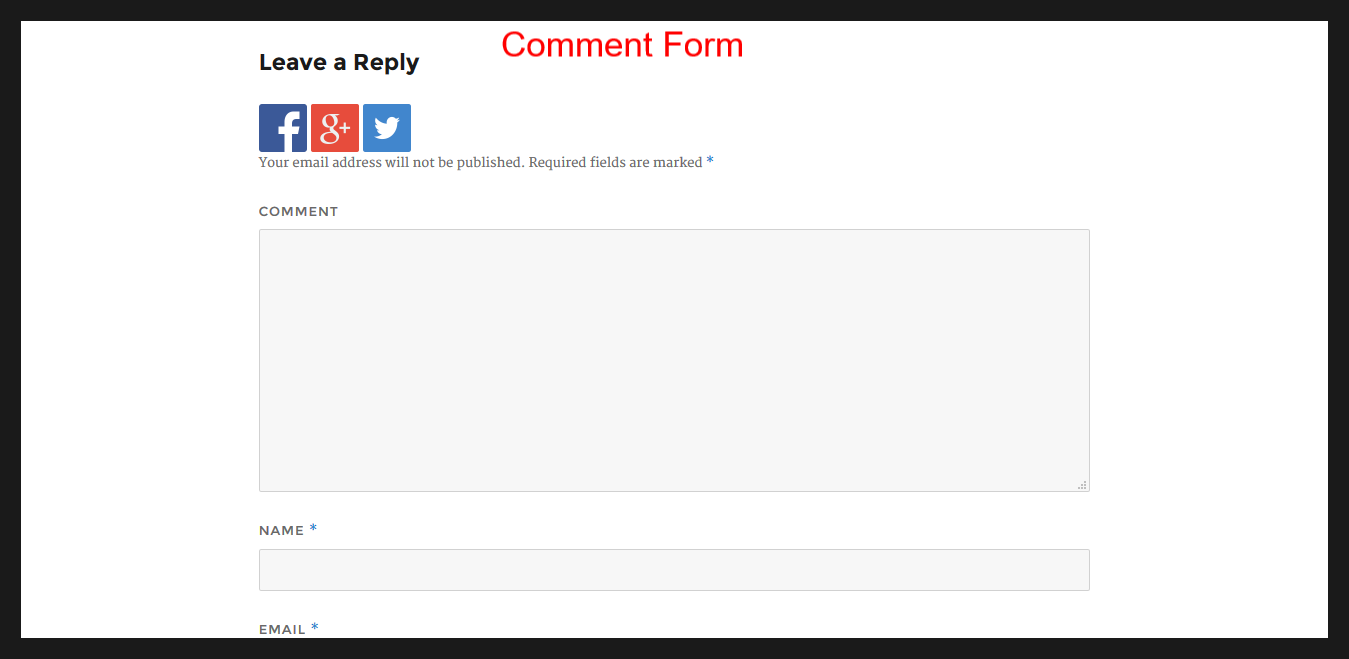 Comment Form
Leave a Reply
f g+
Your email address will not be published. Required fields are marked *
COMMENT
NAME *
EMAIL *